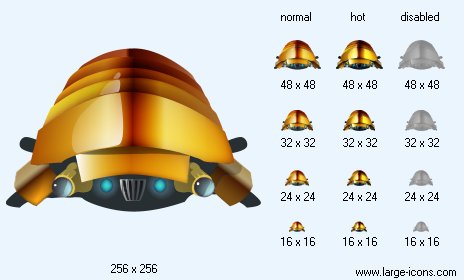 normal hot disabled
48 x 48 48 x 48 48 x 48
32 x 32 32 x 32 32 x 32
24 x 24 24 x 24 24 x 24
16 x 16 16 x 16 16 x 16
256 x 256
www.large-icons.com